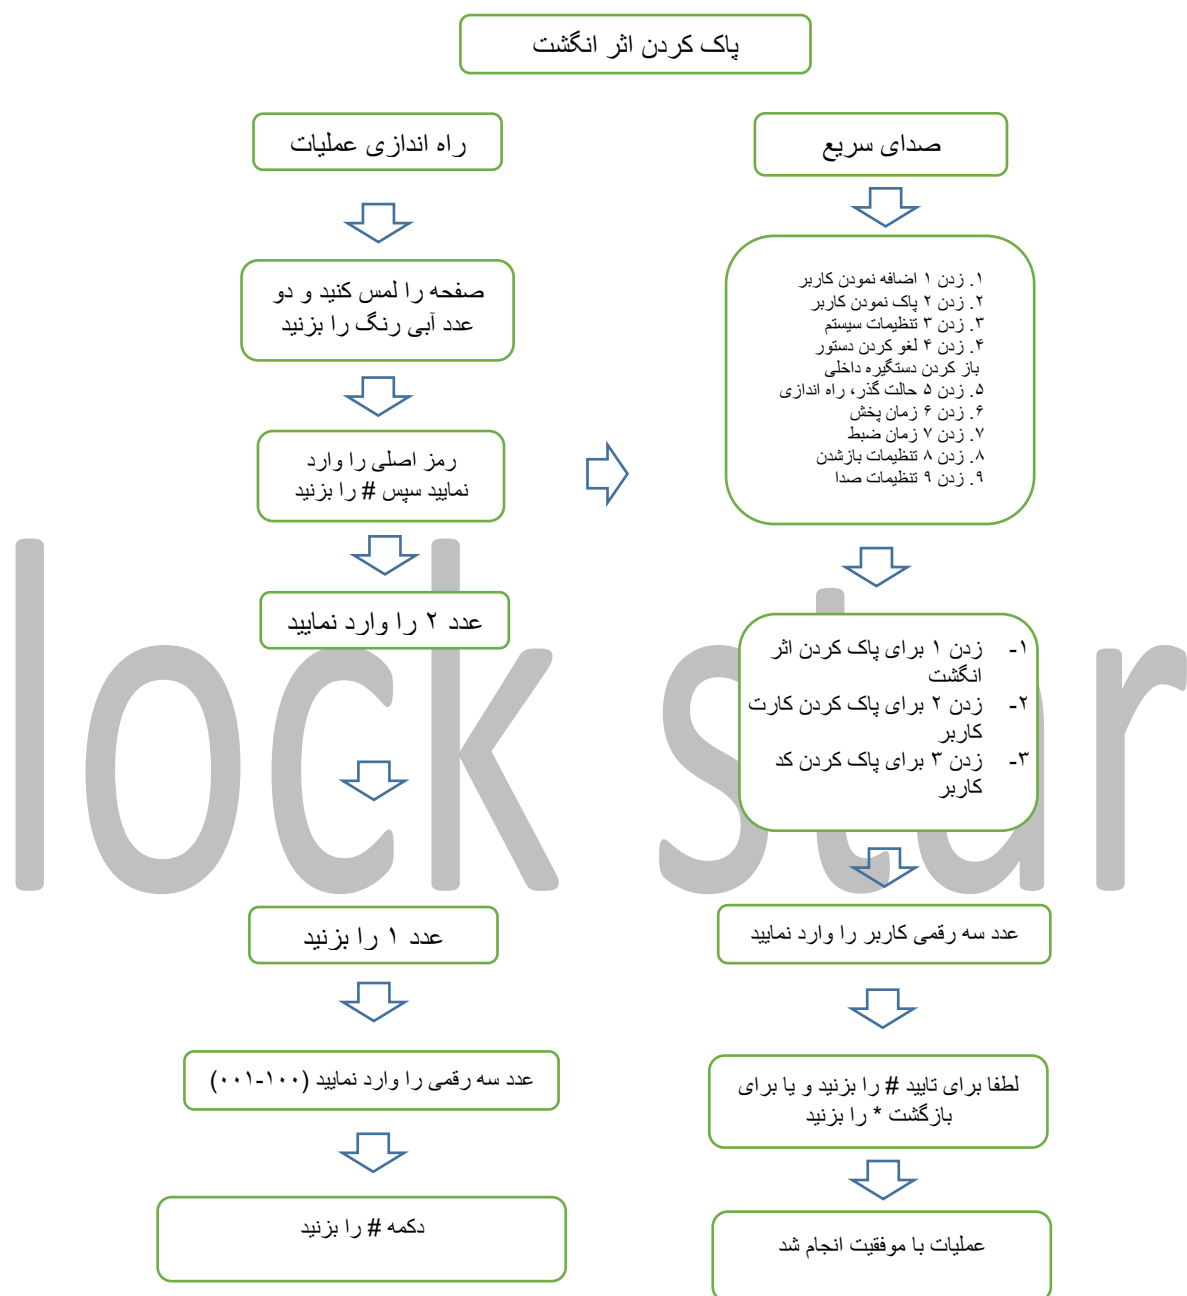 پاک کردن اثر انگشت
صدای سریع
راه اندازی عملیات
۱. زدن ۱ اضافه نمودن کاربر
۲. زدن ۲ پاک نمودن کاربر
۳. زدن ۳ تنظیمات سیستم
۴. زدن ۴ لغو کردن دستور
باز کردن دستگیره داخلی
۵. زدن ۵ حالت گذر، راه اندازی
۶. زدن ۶ زمان پخش
۷. زدن ۷ زمان ضبط
۸. زدن ۸ تنظیمات بازشدن
۹. زدن ۹ تنظیمات صدا
صفحه را لمس کنید و دو
عدد آبی رنگ را بزنید
رمز اصلی را وارد
نمایید سپس # را بزنید
عدد ۲ را وارد نمایید
۱- زدن ۱ برای پاک کردن اثر
انگشت
۲- زدن ۲ برای پاک کردن کارت
کاربر
۳- زدن ۳ برای پاک کردن کد
کاربر
lock star
عدد سه رقمی کاربر را وارد نمایید
عدد ۱ را بزنید
لطفا برای تایید # را بزنید و یا برای
بازگشت * را بزنید
عدد سه رقمی را وارد نمایید (۱۰۰-۰۰۱)
عملیات با موفقیت انجام شد
دکمه # را بزنید